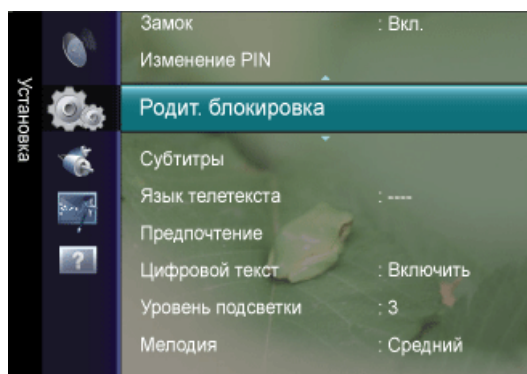 Установка
Замок : Вкл.
Изменение PIN
Родит. блокировка
Субтитры
Язык телетекста : ----
Предпочтение
Цифровой текст : Включить
Уровень подсветки : 3
Мелодия : Средний
?